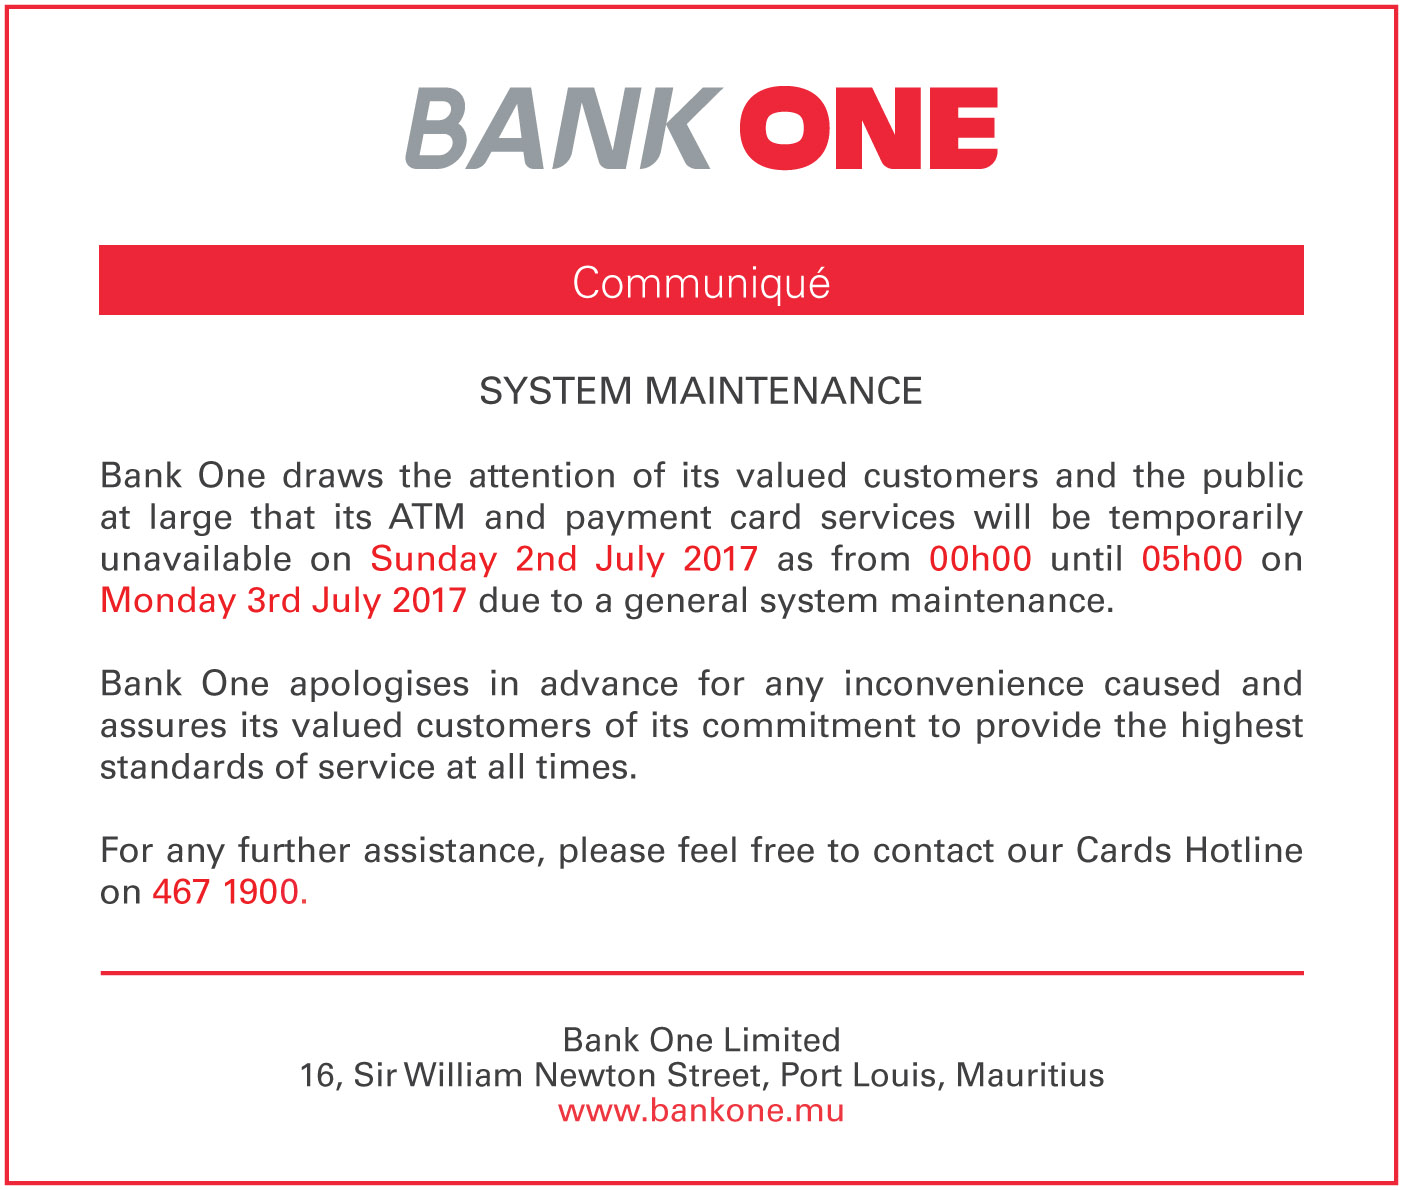 BANK ONE
Communiqué
SYSTEM MAINTENANCE
Bank One draws the attention of its valued customers and the public
at large that its ATM and payment card services will be temporarily
unavailable on Sunday 2nd July 2017 as from 00h00 until 05h00 on
Monday 3rd July 2017 due to a general system maintenance.
Bank One apologises in advance for any inconvenience caused and
assures its valued customers of its commitment to provide the highest
standards of service at all times.
For any further assistance, please feel free to contact our Cards Hotline
on 467 1900.
Bank One Limited
16, Sir William Newton Street, Port Louis, Mauritius
www.bankone.mu